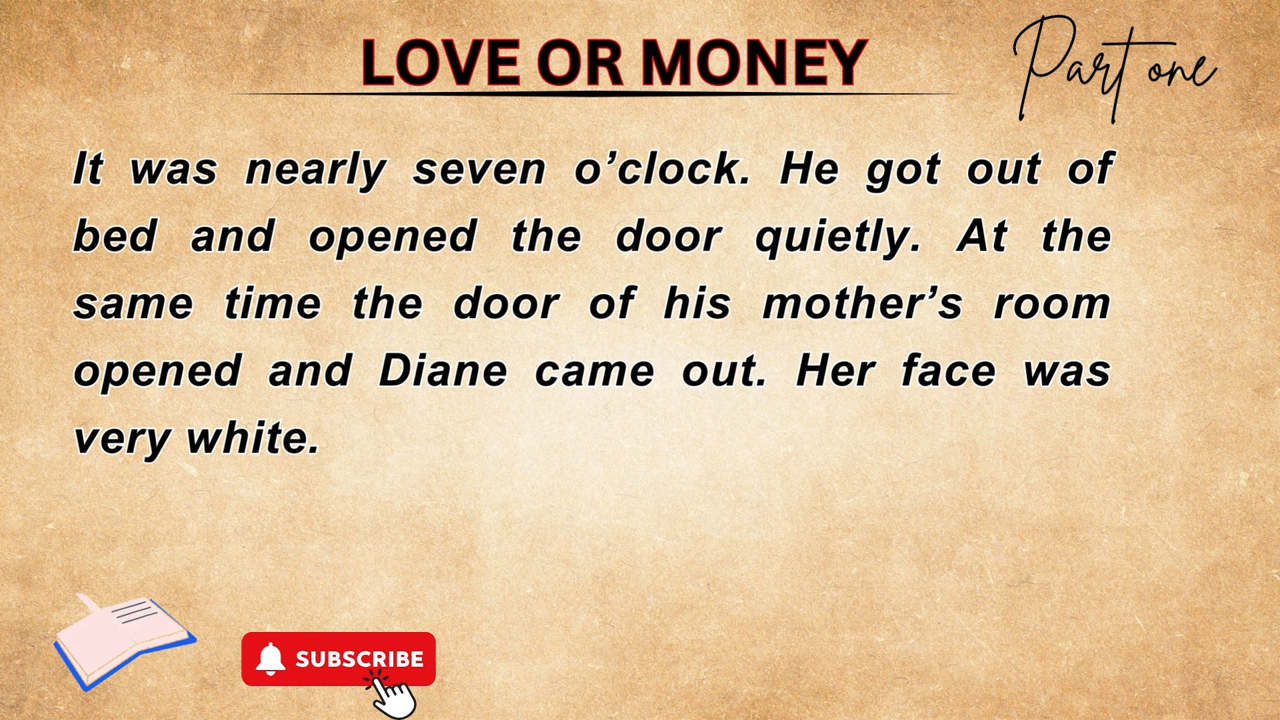 LOVE OR MONEY
Part one
It was nearly seven o’clock. He got out of
bed and opened the door quietly. At the
same time the door of his mother’s room
opened and Diane came out. Her face was
very white.
SUBSCRIBE